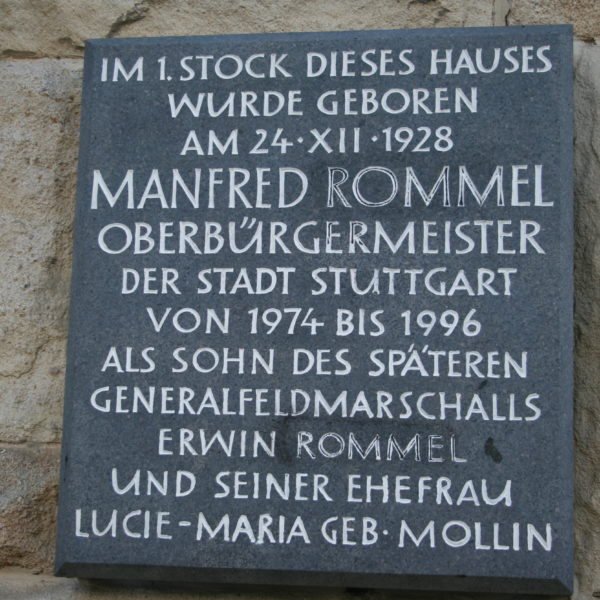 IM 1. STOCK DIESES HAUSES
WURDE GEBOREN
AM 24·XII·1928
MANFRED ROMMEL
OBERBÜRGERMEISTER
DER STADT STUTTGART
VON 1974 BIS 1996
ALS SOHN DES SPÄTEREN
GENERALFELDMARSCHALLS
ERWIN ROMMEL
UND SEINER EHEFRAU
LUCIE-MARIA GEB· MOLLIN